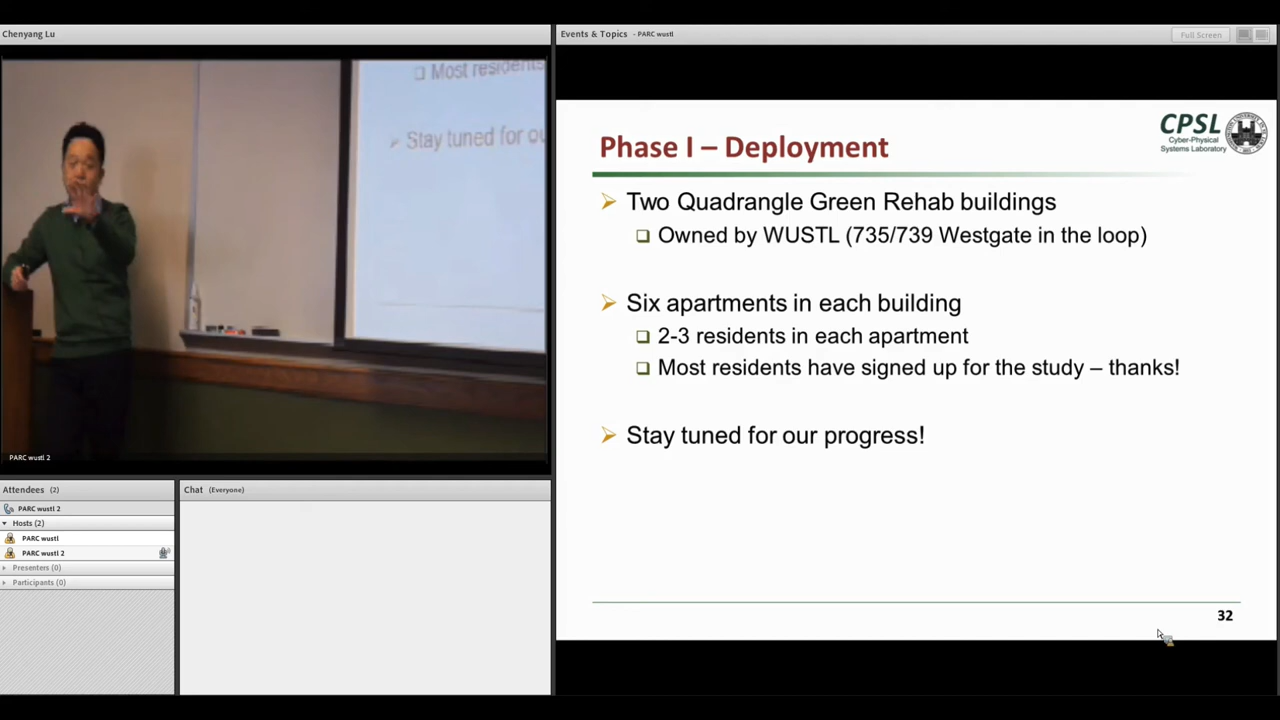 Chenyang Lu
Most residents
Stay tuned for ou
PARC wustl 2
Attendees (2)
PARC wustl 2
Hosts (2)
PARC wustl
PARC wustl 2
Presenters (0)
Participants (0)
Chat (Everyone)
Events & Topics - PARC wustl
Full Screen
CPSL
Cyber-Physical
Systems Laboratory
Phase I – Deployment
Two Quadrangle Green Rehab buildings
Owned by WUSTL (735/739 Westgate in the loop)
Six apartments in each building
2-3 residents in each apartment
Most residents have signed up for the study – thanks!
Stay tuned for our progress!
32